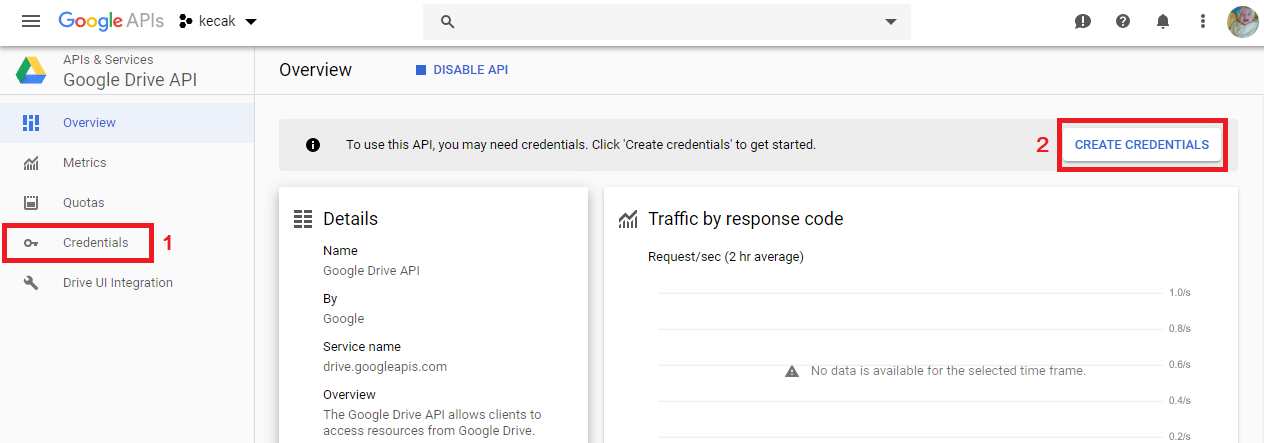 Google APIs kecak
APIs & Services
Google Drive API
Overview
DISABLE API
Overview
Metrics
Quotas
Credentials
1
Drive UI Integration
To use this API, you may need credentials. Click 'Create credentials' to get started.
2
CREATE CREDENTIALS
Details
Name
Google Drive API
By
Google
Service name
drive.googleapis.com
Overview
The Google Drive API allows clients to
access resources from Google Drive.
Traffic by response code
Request/sec (2 hr average)
1.0/s
0.8/s
0.6/s
No data is available for the selected time frame.
0.4/s
0.2/s